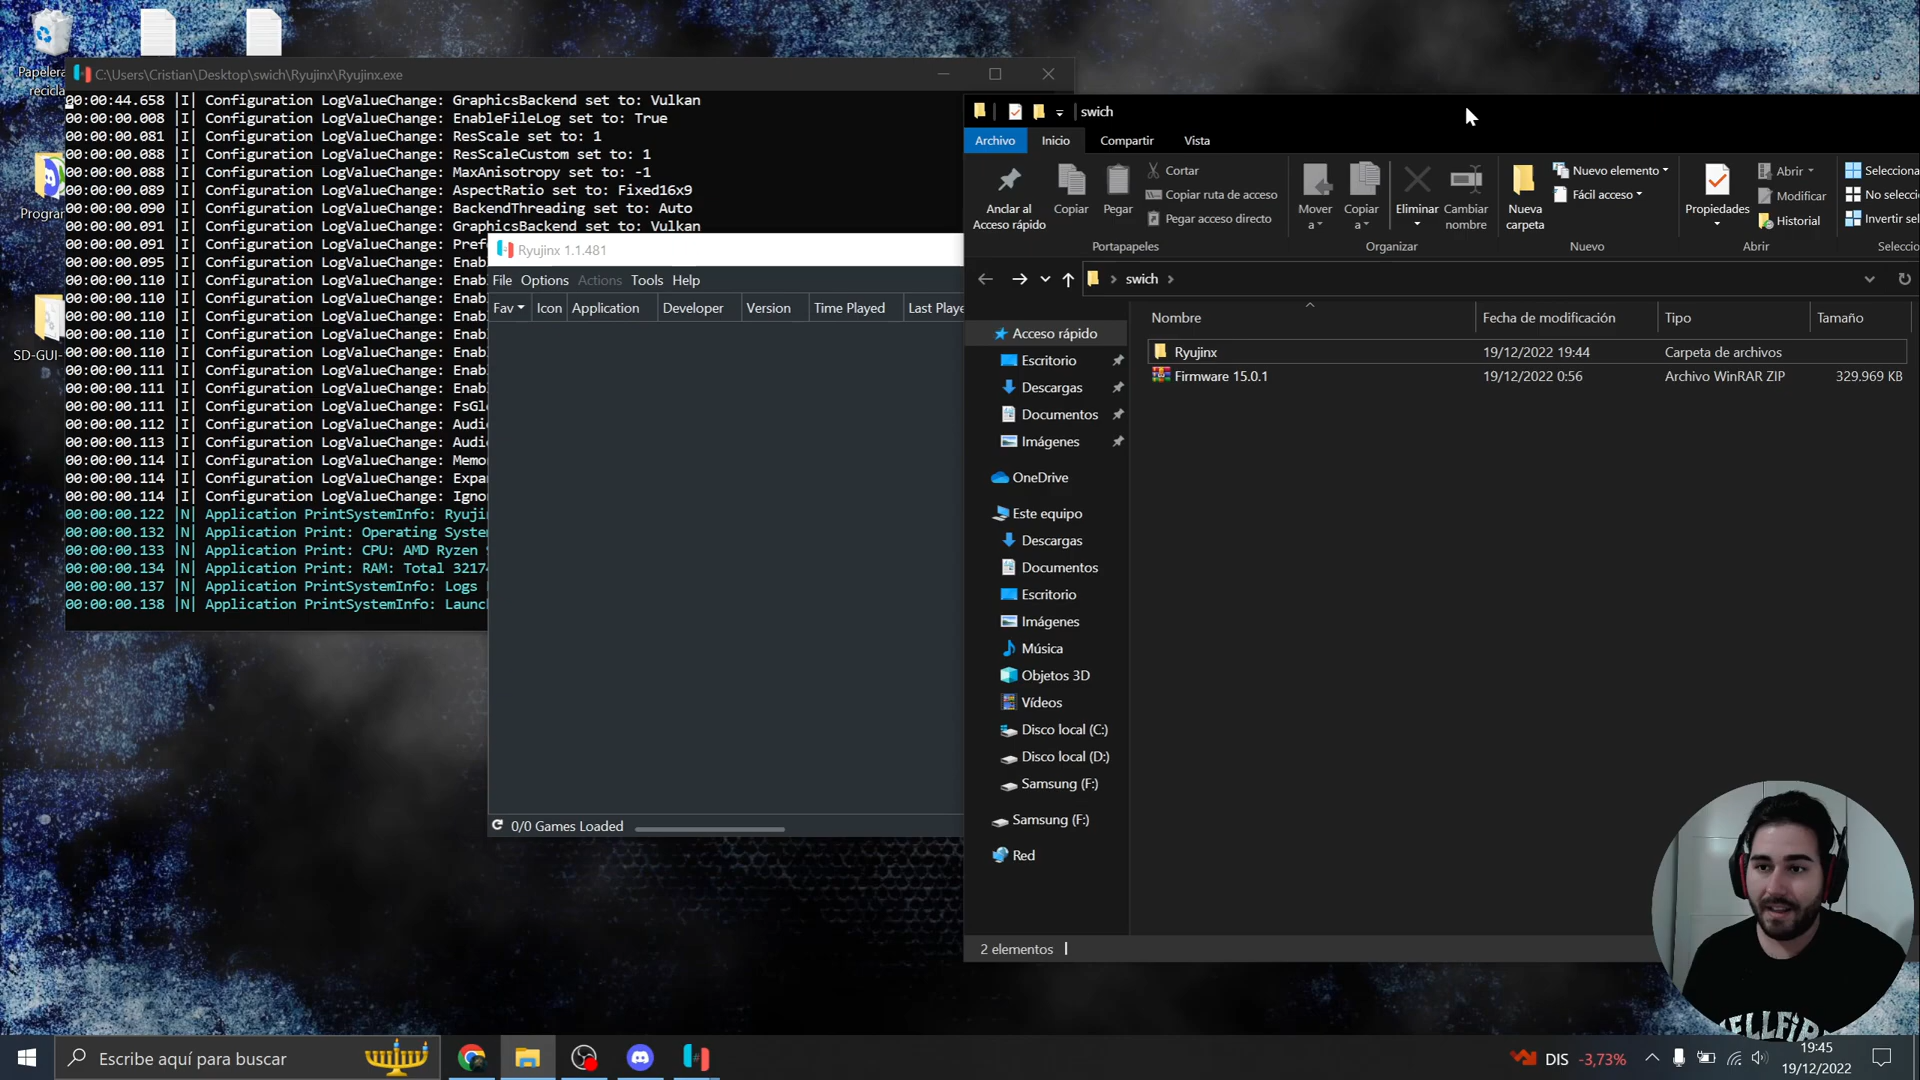 Papelera
recicla
Program
SD-GUI-
C:\Users\Cristian\Desktop\swich\Ryujinx\Ryujinx.exe
00:00:44.658 |I| Configuration LogValueChange: GraphicsBackend set to: Vulkan
00:00:00.008 |I| Configuration LogValueChange: EnableFileLog set to: True
00:00:00.081 |I| Configuration LogValueChange: ResScale set to: 1
00:00:00.088 |I| Configuration LogValueChange: ResScaleCustom set to: 1
00:00:00.088 |I| Configuration LogValueChange: MaxAnisotropy set to: -1
00:00:00.089 |I| Configuration LogValueChange: AspectRatio set to: Fixed16x9
00:00:00.090 |I| Configuration LogValueChange: BackendThreading set to: Auto
00:00:00.091 |I| Configuration LogValueChange: GraphicsBackend set to: Vulkan
00:00:00.091 |I| Configuration LogValueChange: Pref
00:00:00.095 |I| Configuration LogValueChange: Enab
00:00:00.110 |I| Configuration LogValueChange: Enab
00:00:00.110 |I| Configuration LogValueChange: Enab
00:00:00.110 |I| Configuration LogValueChange: Enab
00:00:00.110 |I| Configuration LogValueChange: Enab
00:00:00.110 |I| Configuration LogValueChange: Enab
00:00:00.111 |I| Configuration LogValueChange: Enab
00:00:00.111 |I| Configuration LogValueChange: Enab
00:00:00.111 |I| Configuration LogValueChange: FsGl
00:00:00.112 |I| Configuration LogValueChange: Audi
00:00:00.113 |I| Configuration LogValueChange: Audi
00:00:00.114 |I| Configuration LogValueChange: Memo
00:00:00.114 |I| Configuration LogValueChange: Expa
00:00:00.114 |I| Configuration LogValueChange: Igno
00:00:00.122 |N| Application PrintSystemInfo: Ryuji
00:00:00.132 |N| Application Print: Operating Syste
00:00:00.133 |N| Application Print: CPU: AMD Ryzen
00:00:00.134 |N| Application Print: RAM: Total 3217
00:00:00.137 |N| Application PrintSystemInfo: Logs
00:00:00.138 |N| Application PrintSystemInfo: Launc
Ryujinx 1.1.481
File Options Actions Tools Help
Fav Icon Application Developer Version Time Played Last Playe
0/0 Games Loaded
swich
Archivo Inicio Compartir Vista
Anclar al
Acceso rápido
Copiar
Pegar
Cortar
Copiar ruta de acceso
Pegar acceso directo
Portapapeles
Mover
a
Copiar
a
Eliminar
Cambiar
nombre
Organizar
Nueva
carpeta
Nuevo elemento
Fácil acceso
Nuevo
Propiedades
Abrir
Modificar
Historial
Abrir
Selecciona
No selecci
Invertir sel
Selecció
swich
Nombre Fecha de modificación Tipo Tamaño
Ryujinx 19/12/2022 19:44 Carpeta de archivos
Firmware 15.0.1 19/12/2022 0:56 Archivo WinRAR ZIP 329.969 KB
Acceso rápido
Escritorio
Descargas
Documentos
Imágenes
OneDrive
Este equipo
Descargas
Documentos
Escritorio
Imágenes
Música
Objetos 3D
Vídeos
Disco local (C:)
Disco local (D:)
Samsung (F:)
Samsung (F:)
Red
2 elementos
ELLFIR
Escribe aquí para buscar
DIS -3,73%
19:45
19/12/2022